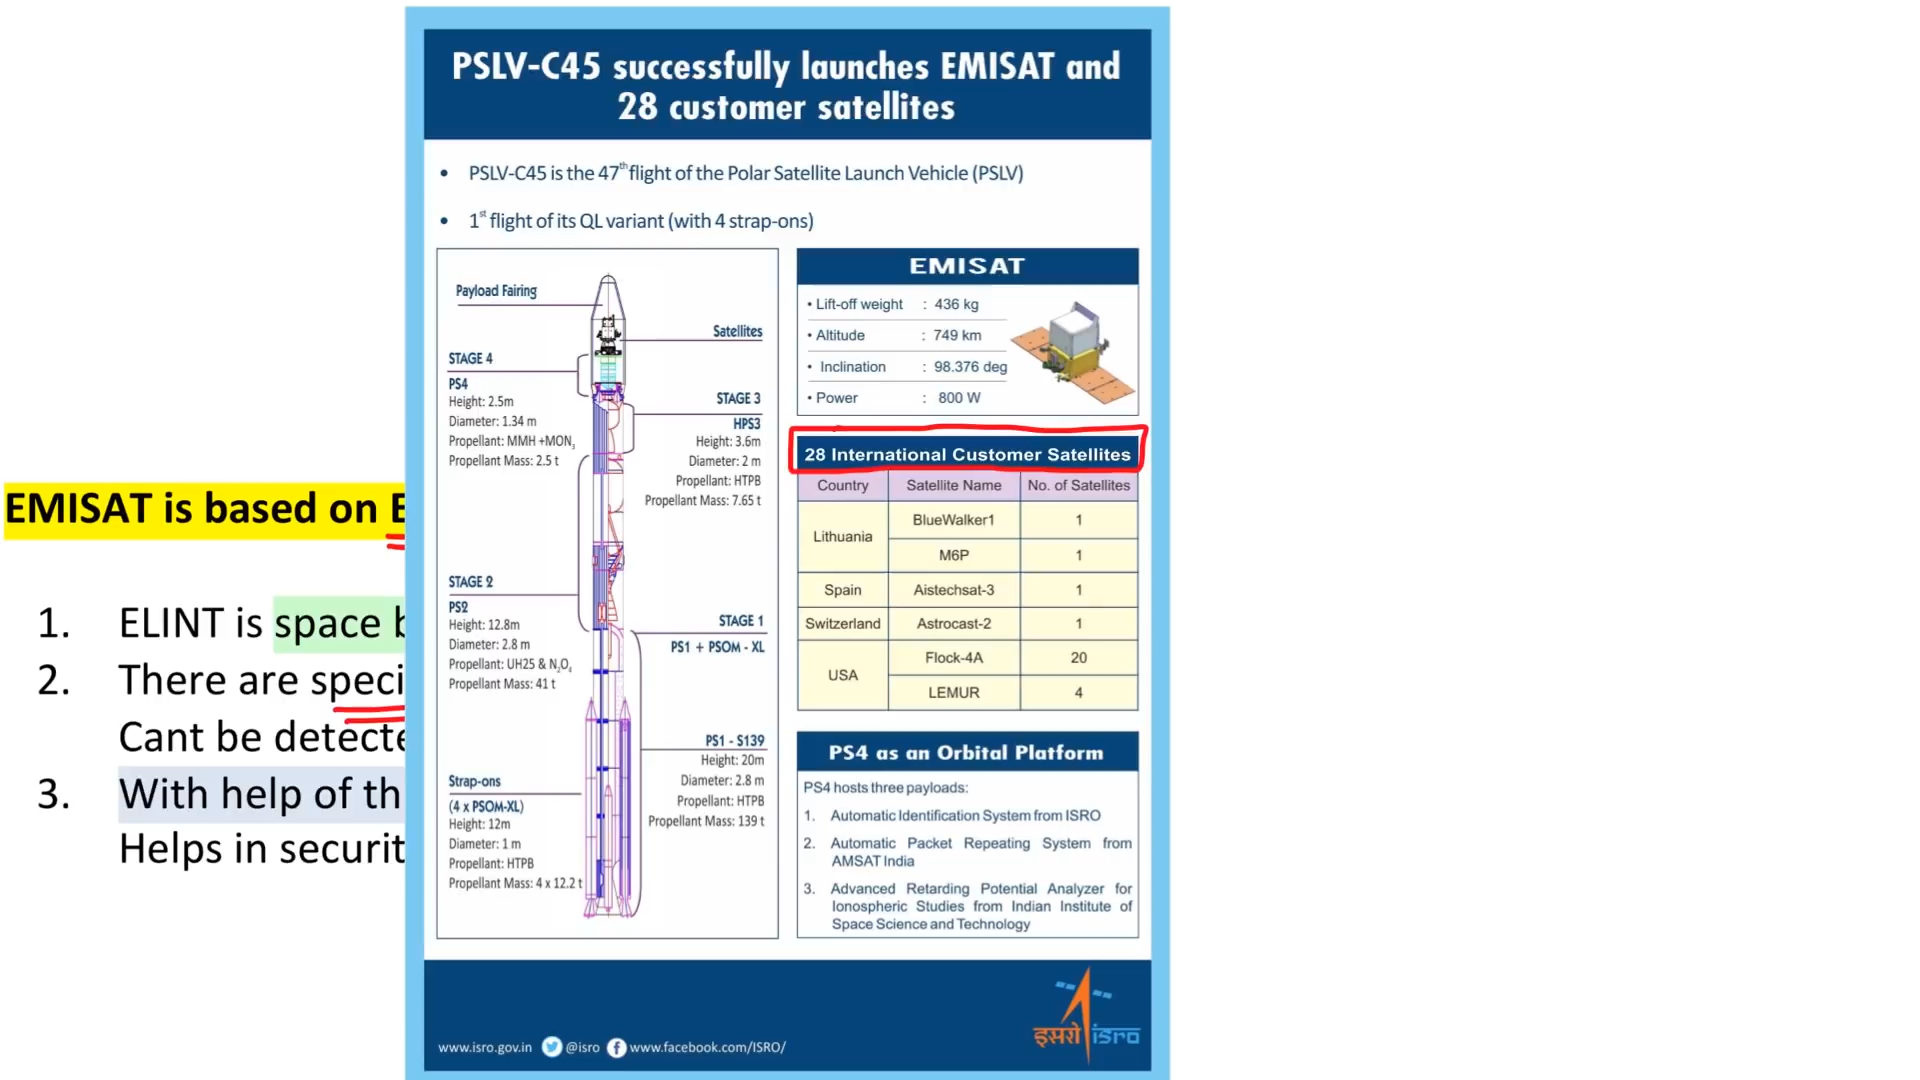 EMISAT is based on E
1. ELINT is space b
2. There are speci
Cant be detecte
3. With help of th
Helps in securit
PSLV-C45 successfully launches EMISAT and
28 customer satellites
• PSLV-C45 is the 47th flight of the Polar Satellite Launch Vehicle (PSLV)
• 1st flight of its QL variant (with 4 strap-ons)
Payload Fairing
Satellites
STAGE 4
PS4
Height: 2.5m
Diameter: 1.34 m
Propellant: MMH +MON3
Propellant Mass: 2.5 t
STAGE 3
HPS3
Height: 3.6m
Diameter: 2 m
Propellant: HTPB
Propellant Mass: 7.65 t
STAGE 2
PS2
Height: 12.8m
Diameter: 2.8 m
Propellant: UH25 & N2O4
Propellant Mass: 41 t
STAGE 1
PS1 + PSOM - XL
PS1 - S139
Height: 20m
Diameter: 2.8 m
Propellant: HTPB
Propellant Mass: 139 t
Strap-ons
(4 x PSOM-XL)
Height: 12m
Diameter: 1 m
Propellant: HTPB
Propellant Mass: 4 x 12.2 t
EMISAT
• Lift-off weight : 436 kg
• Altitude : 749 km
• Inclination : 98.376 deg
• Power : 800 W
28 International Customer Satellites
Country Satellite Name No. of Satellites
Lithuania BlueWalker1 1
M6P 1
Spain Aistechsat-3 1
Switzerland Astrocast-2 1
USA Flock-4A 20
LEMUR 4
PS4 as an Orbital Platform
PS4 hosts three payloads:
1. Automatic Identification System from ISRO
2. Automatic Packet Repeating System from
AMSAT India
3. Advanced Retarding Potential Analyzer for
Ionospheric Studies from Indian Institute of
Space Science and Technology
इसरो isro
www.isro.gov.in @isro www.facebook.com/ISRO/